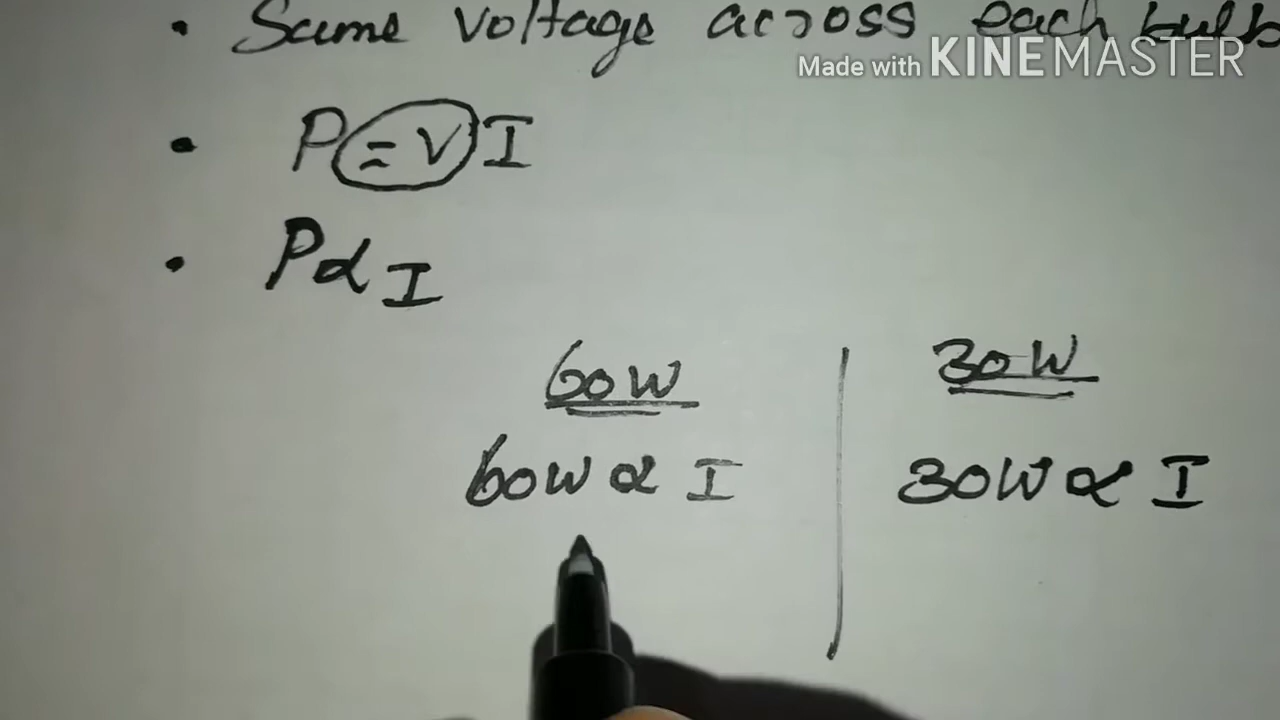 • Same voltage across each bulb
Made with KINEMASTER
• P = V I
• P α I
60W
30W
60W α I
30W α I